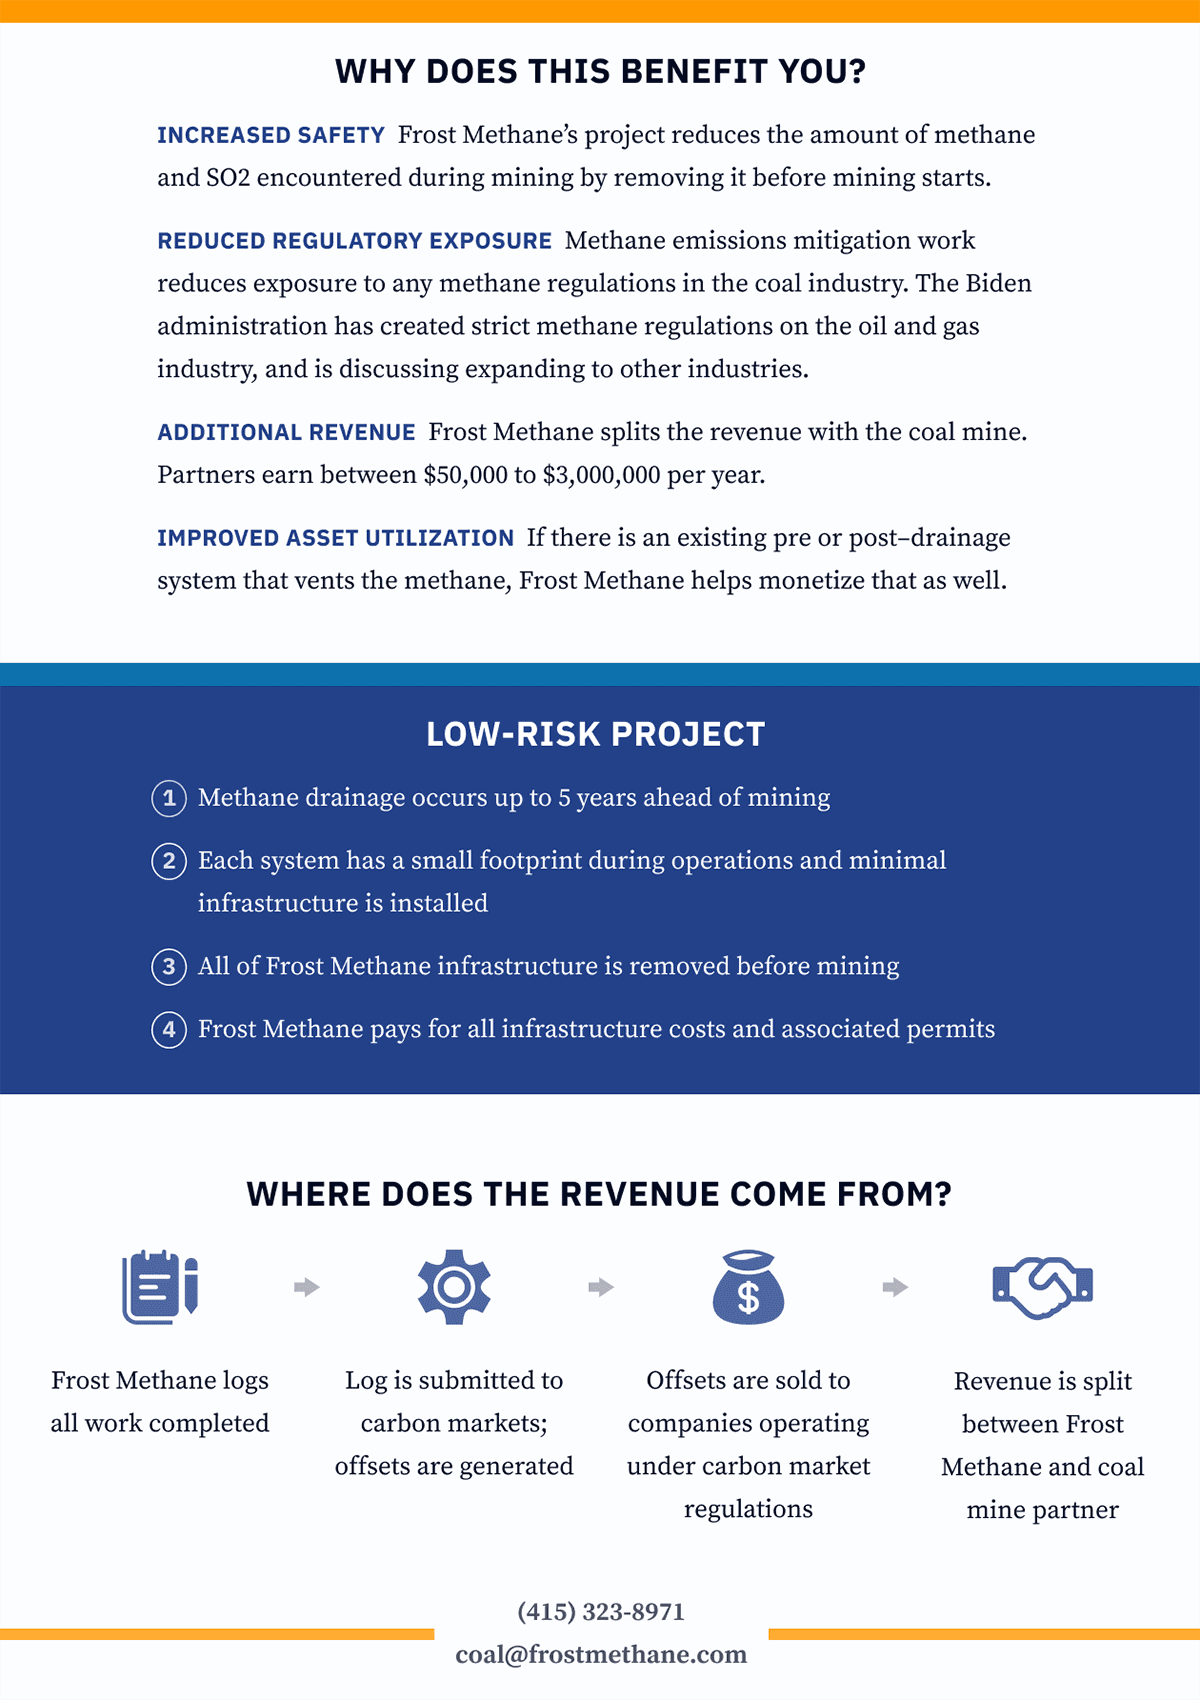 WHY DOES THIS BENEFIT YOU?
INCREASED SAFETY Frost Methane’s project reduces the amount of methane
and SO2 encountered during mining by removing it before mining starts.
REDUCED REGULATORY EXPOSURE Methane emissions mitigation work
reduces exposure to any methane regulations in the coal industry. The Biden
administration has created strict methane regulations on the oil and gas
industry, and is discussing expanding to other industries.
ADDITIONAL REVENUE Frost Methane splits the revenue with the coal mine.
Partners earn between $50,000 to $3,000,000 per year.
IMPROVED ASSET UTILIZATION If there is an existing pre or post–drainage
system that vents the methane, Frost Methane helps monetize that as well.
LOW-RISK PROJECT
1 Methane drainage occurs up to 5 years ahead of mining
2 Each system has a small footprint during operations and minimal
infrastructure is installed
3 All of Frost Methane infrastructure is removed before mining
4 Frost Methane pays for all infrastructure costs and associated permits
WHERE DOES THE REVENUE COME FROM?
$
Frost Methane logs
all work completed
Log is submitted to
carbon markets;
offsets are generated
Offsets are sold to
companies operating
under carbon market
regulations
Revenue is split
between Frost
Methane and coal
mine partner
(415) 323-8971
coal@frostmethane.com